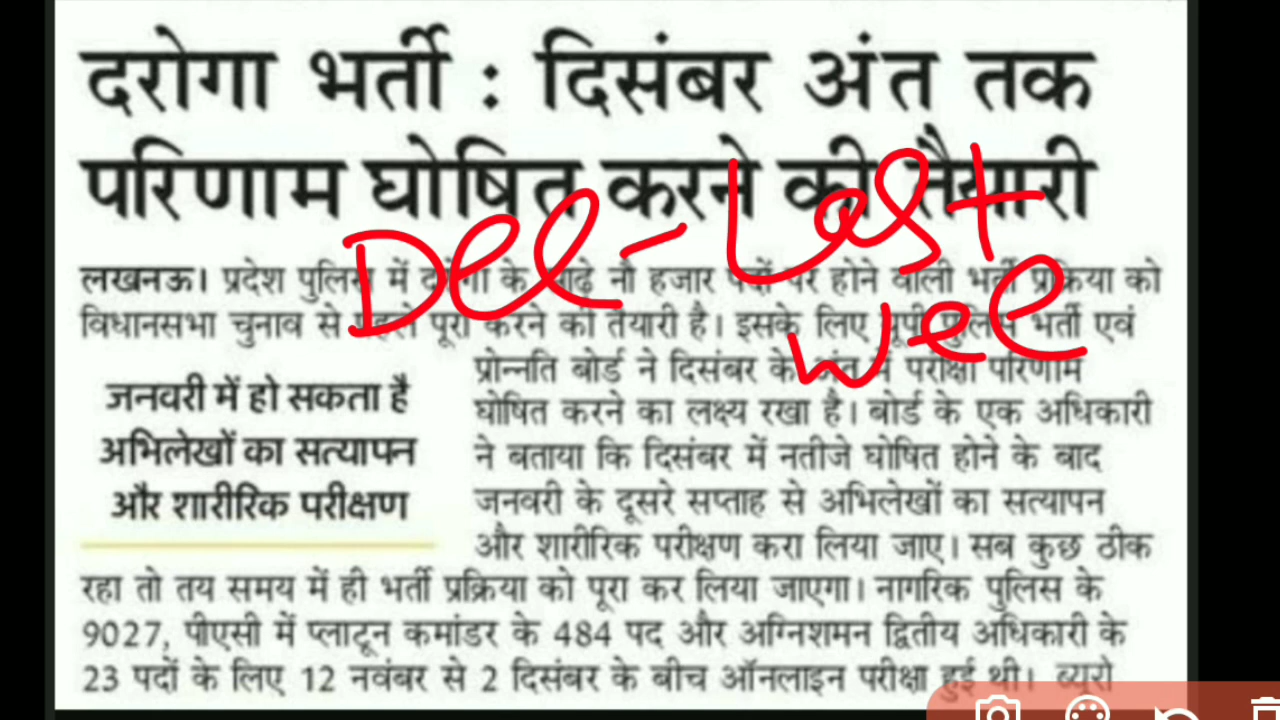 दरोगा भर्ती : दिसंबर अंत तक
परिणाम घोषित करने की तैयारी
Dec - Last
wee
लखनऊ। प्रदेश पुलिस में दरोगा के साढ़े नौ हजार पदों पर होने वाली भर्ती प्रक्रिया को
विधानसभा चुनाव से पहले पूरा करने की तैयारी है। इसके लिए यूपी पुलिस भर्ती एवं
जनवरी में हो सकता है
अभिलेखों का सत्यापन
और शारीरिक परीक्षण
प्रोन्नति बोर्ड ने दिसंबर के अंत में परीक्षा परिणाम
घोषित करने का लक्ष्य रखा है। बोर्ड के एक अधिकारी
ने बताया कि दिसंबर में नतीजे घोषित होने के बाद
जनवरी के दूसरे सप्ताह से अभिलेखों का सत्यापन
और शारीरिक परीक्षण करा लिया जाए। सब कुछ ठीक
रहा तो तय समय में ही भर्ती प्रक्रिया को पूरा कर लिया जाएगा। नागरिक पुलिस के
9027, पीएसी में प्लाटून कमांडर के 484 पद और अग्निशमन द्वितीय अधिकारी के
23 पदों के लिए 12 नवंबर से 2 दिसंबर के बीच ऑनलाइन परीक्षा हुई थी। ब्यूरो